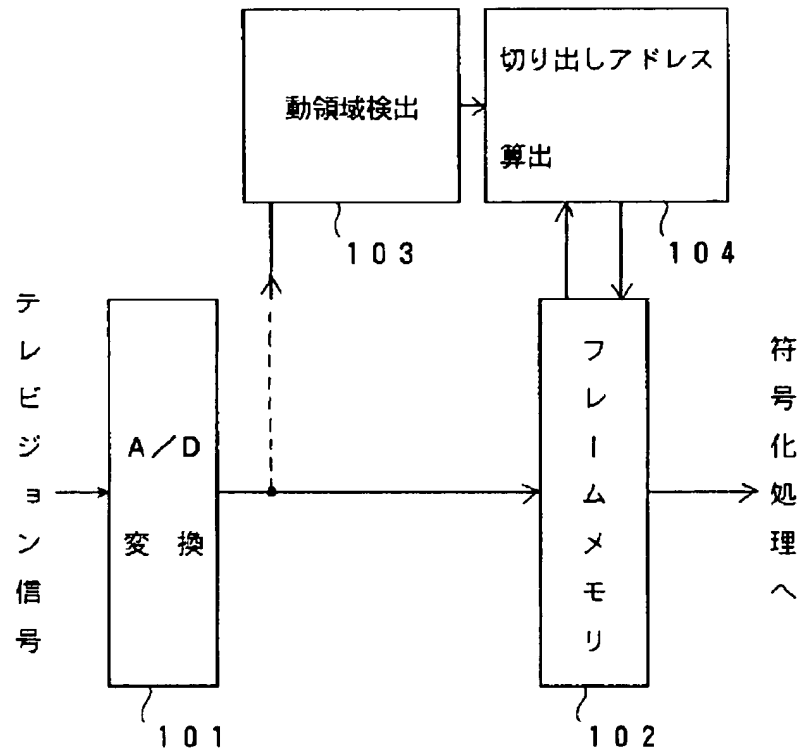 動領域検出
切り出しアドレス
算出
103
104
テレビジョン信号
A/D
変換
フレームメモリ
符号化処理へ
101
102